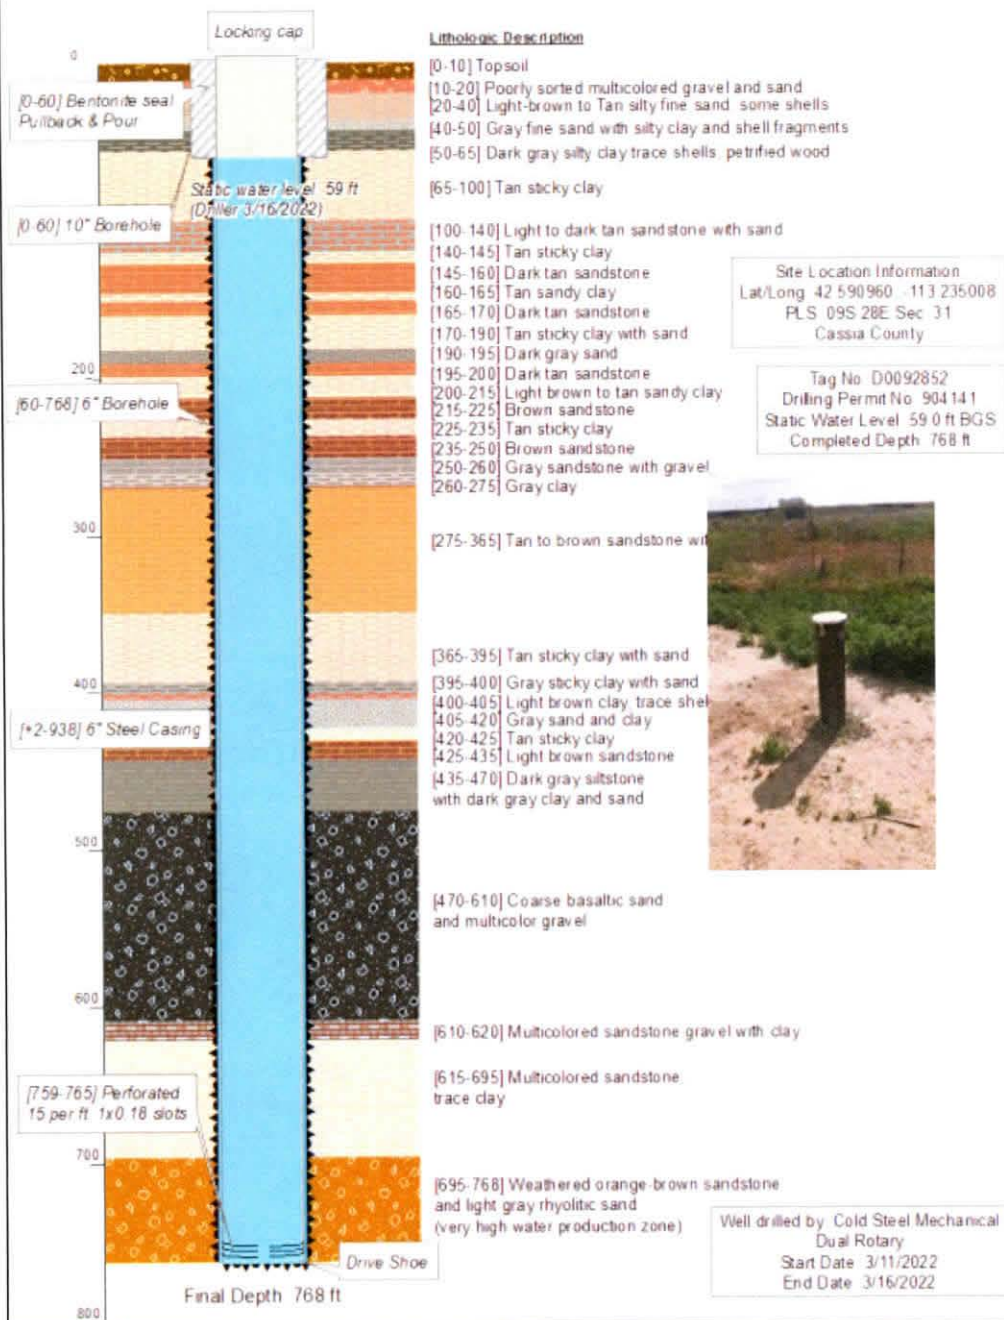 Locking cap
Lithologic Description
0
[0-10] Topsoil
[0-60] Bentonite seal
Pullback & Pour
[10-20] Poorly sorted multicolored gravel and sand
[20-40] Light-brown to Tan silty fine sand some shells
[40-50] Gray fine sand with silty clay and shell fragments
[50-65] Dark gray silty clay trace shells, petrified wood
Static water level 59 ft
(Driller 3/16/2022)
[65-100] Tan sticky clay
[0-60] 10" Borehole
[100-140] Light to dark tan sandstone with sand
[140-145] Tan sticky clay
[145-160] Dark tan sandstone
[160-165] Tan sandy clay
[165-170] Dark tan sandstone
[170-190] Tan sticky clay with sand
[190-195] Dark gray sand
[195-200] Dark tan sandstone
200
[200-215] Light brown to tan sandy clay
[60-768] 6" Borehole
[215-225] Brown sandstone
[225-235] Tan sticky clay
[235-250] Brown sandstone
[250-260] Gray sandstone with gravel
[260-275] Gray clay
Site Location Information
Lat/Long 42 590960 -113 235008
PLS 09S 28E Sec 31
Cassia County
Tag No D0092852
Drilling Permit No 904141
Static Water Level 59 0 ft BGS
Completed Depth 768 ft
300
[275-365] Tan to brown sandstone wit
[365-395] Tan sticky clay with sand
400
[395-400] Gray sticky clay with sand
[400-405] Light brown clay, trace shel
[405-420] Gray sand and clay
[+2-938] 6" Steel Casing
[420-425] Tan sticky clay
[425-435] Light brown sandstone
[435-470] Dark gray siltstone
with dark gray clay and sand
500
[470-610] Coarse basaltic sand
and multicolor gravel
600
[610-620] Multicolored sandstone gravel with clay
[615-695] Multicolored sandstone
trace clay
[759-765] Perforated
15 per ft 1x0 18 slots
700
[695-768] Weathered orange-brown sandstone
and light gray rhyolitic sand
(very high water production zone)
Drive Shoe
Final Depth 768 ft
800
Well drilled by Cold Steel Mechanical
Dual Rotary
Start Date 3/11/2022
End Date 3/16/2022